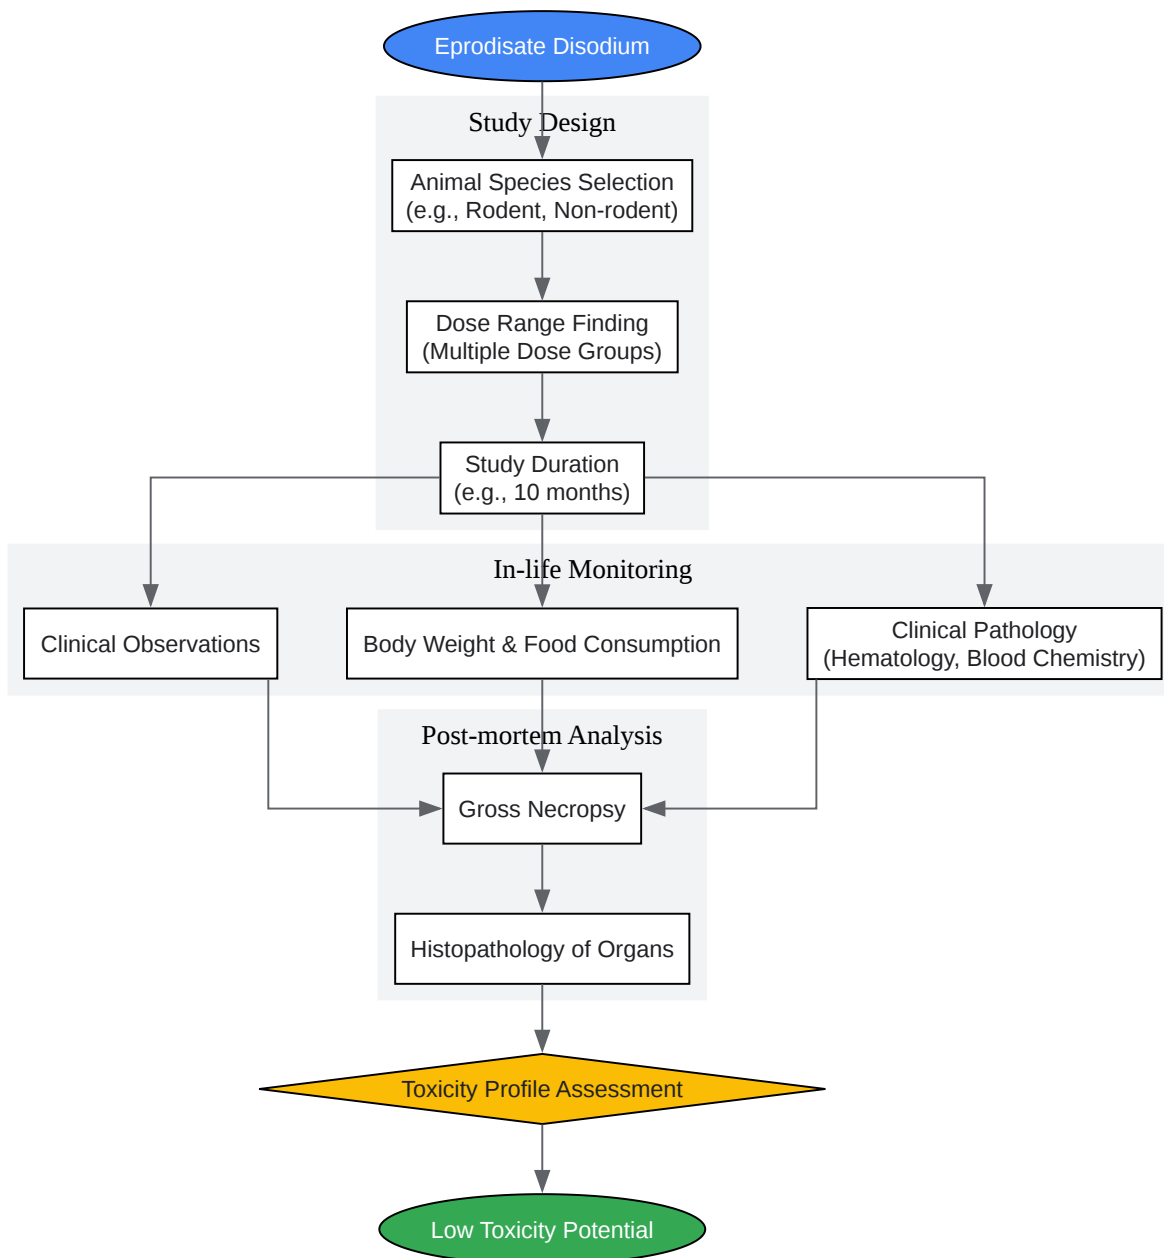 Eprodisate Disodium
Study Design
Animal Species Selection
(e.g., Rodent, Non-rodent)
Dose Range Finding
(Multiple Dose Groups)
Study Duration
(e.g., 10 months)
In-life Monitoring
Clinical Observations
Body Weight & Food Consumption
Clinical Pathology
(Hematology, Blood Chemistry)
Post-mortem Analysis
Gross Necropsy
Histopathology of Organs
Toxicity Profile Assessment
Low Toxicity Potential